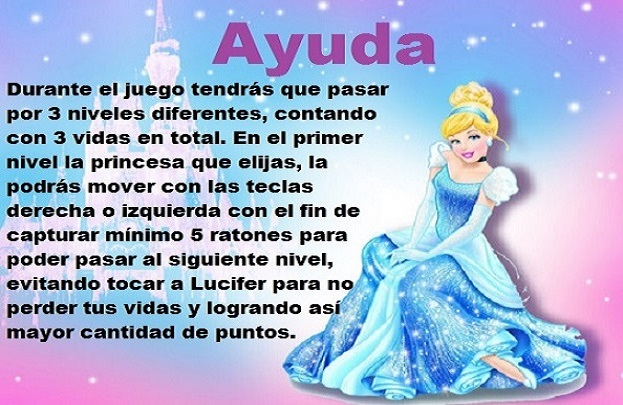 Ayuda
Durante el juego tendrás que pasar
por 3 niveles diferentes, contando
con 3 vidas en total. En el primer
nivel la princesa que elijas, la
podrás mover con las teclas
derecha o izquierda con el fin de
capturar mínimo 5 ratones para
poder pasar al siguiente nivel,
evitando tocar a Lucifer para no
perder tus vidas y logrando así
mayor cantidad de puntos.